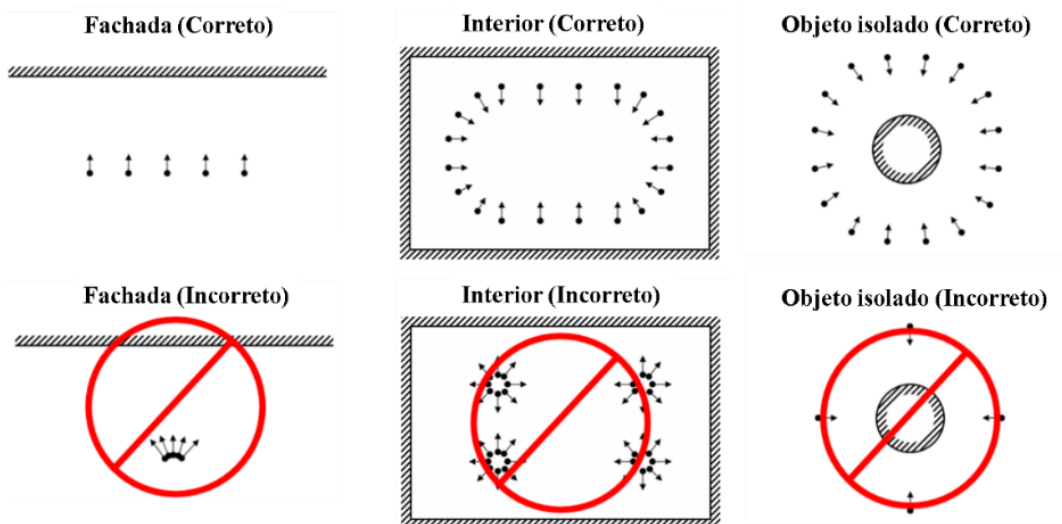 Fachada (Correto)
Interior (Correto)
Objeto isolado (Correto)
Fachada (Incorreto)
Interior (Incorreto)
Objeto isolado (Incorreto)